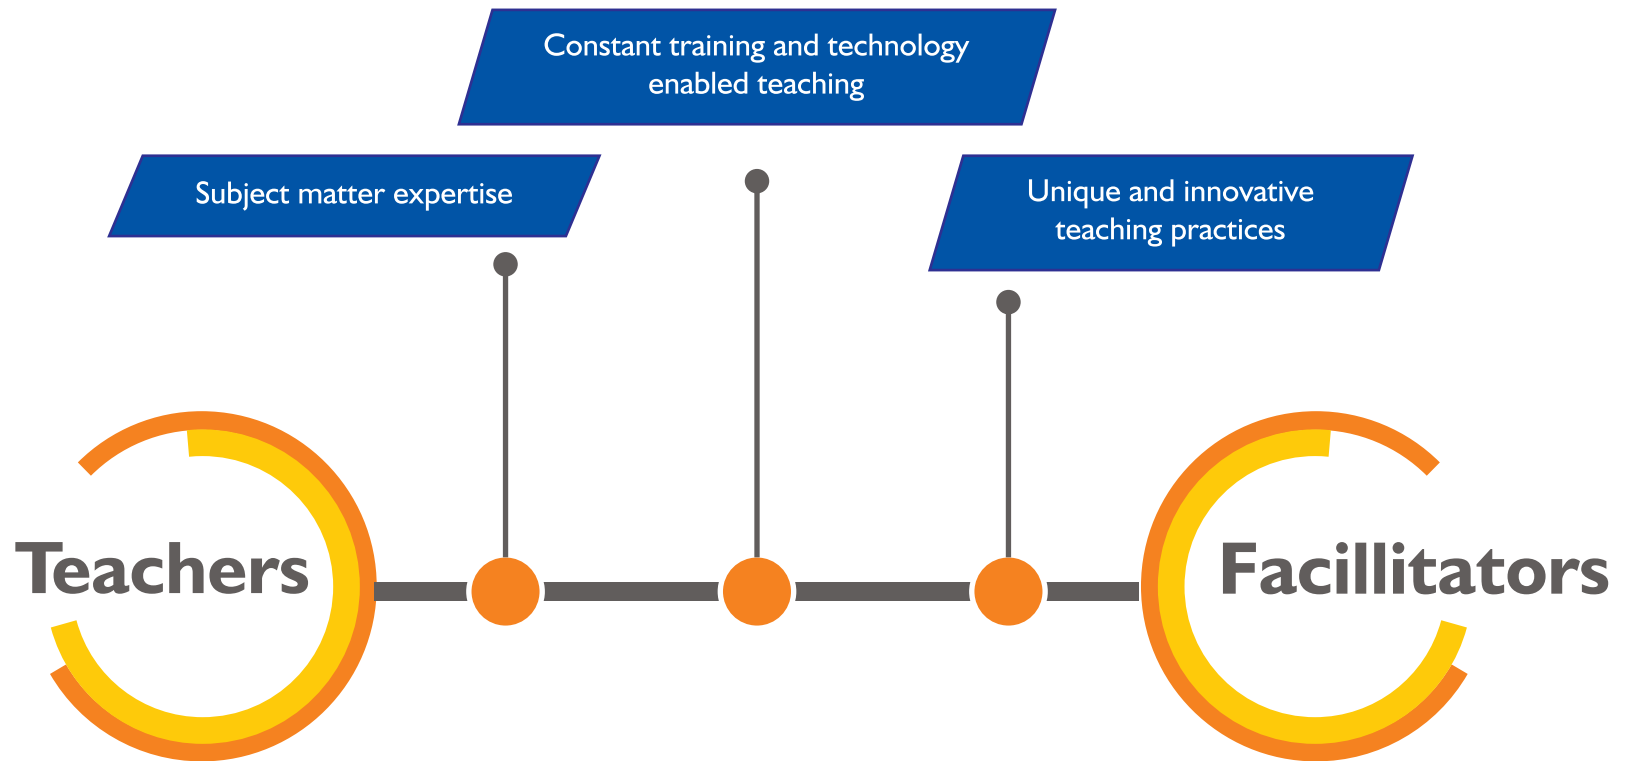 Constant training and technology
enabled teaching
Subject matter expertise
Unique and innovative
teaching practices
Teachers
Facillitators